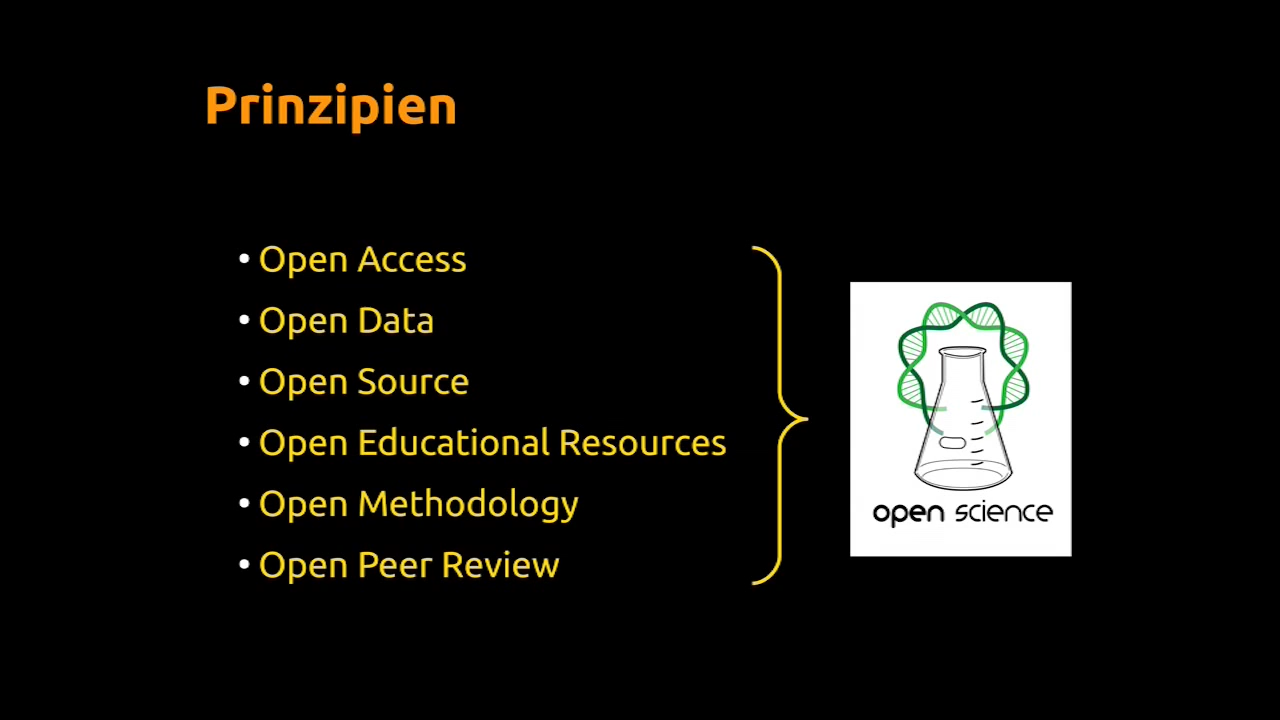 Prinzipien
• Open Access
• Open Data
• Open Source
• Open Educational Resources
• Open Methodology
• Open Peer Review
open science